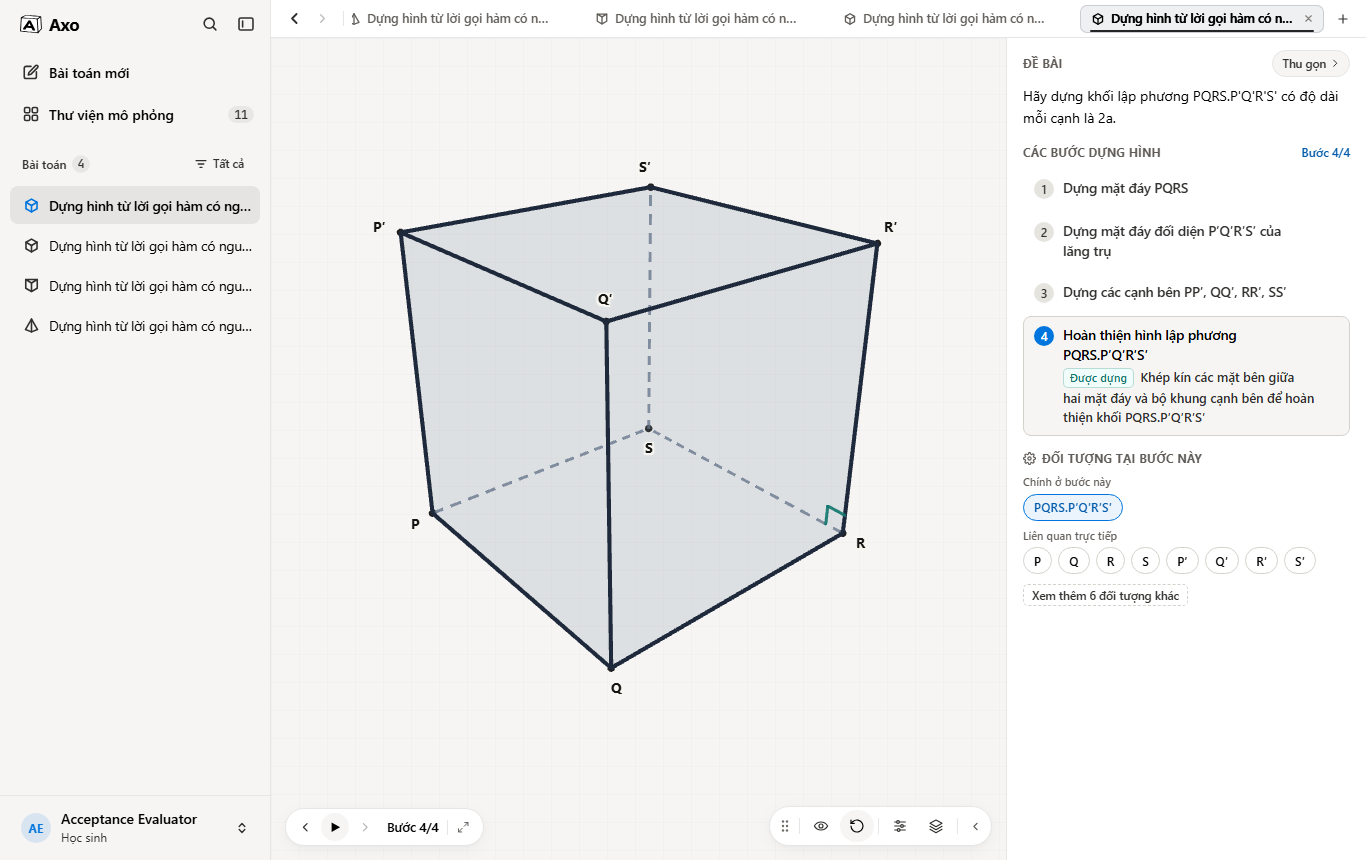 Axo
Bài toán mới
Thư viện mô phỏng 11
Bài toán 4 Tất cả
Dựng hình từ lời gọi hàm có ng...
Dựng hình từ lời gọi hàm có ngu...
Dựng hình từ lời gọi hàm có ngu...
Dựng hình từ lời gọi hàm có ngu...
AE
Acceptance Evaluator
Học sinh
Dựng hình từ lời gọi hàm có n...
Dựng hình từ lời gọi hàm có n...
Dựng hình từ lời gọi hàm có n...
Dựng hình từ lời gọi hàm có n...
S′
P′
R′
Q′
S
P
R
Q
Bước 4/4
ĐỀ BÀI
Thu gọn
Hãy dựng khối lập phương PQRS.P'Q'R'S' có độ dài
mỗi cạnh là 2a.
CÁC BƯỚC DỰNG HÌNH
Bước 4/4
1 Dựng mặt đáy PQRS
2 Dựng mặt đáy đối diện P′Q′R′S′ của
lăng trụ
3 Dựng các cạnh bên PP′, QQ′, RR′, SS′
4 Hoàn thiện hình lập phương
PQRS.P′Q′R′S′
Được dựng Khép kín các mặt bên giữa
hai mặt đáy và bộ khung cạnh bên để hoàn
thiện khối PQRS.P′Q′R′S′
ĐỐI TƯỢNG TẠI BƯỚC NÀY
Chính ở bước này
PQRS.P′Q′R′S′
Liên quan trực tiếp
P Q R S P′ Q′ R′ S′
Xem thêm 6 đối tượng khác